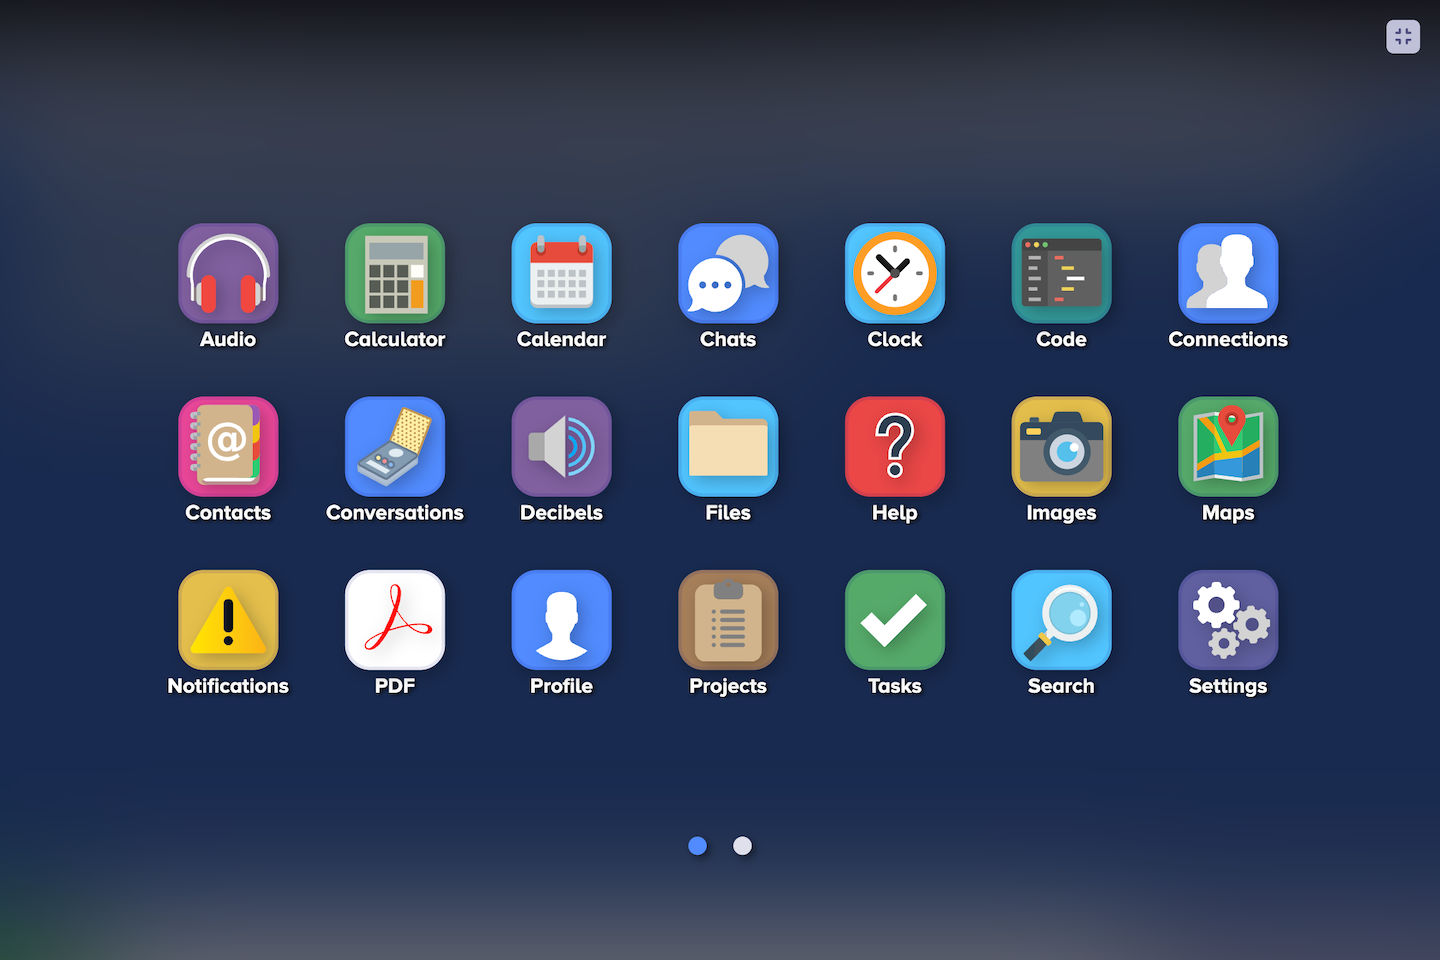 Audio
Calculator
Calendar
Chats
Clock
Code
Connections
@
Contacts
Conversations
Decibels
Files
?
Help
Images
Maps
!
Notifications
PDF
Profile
Projects
Tasks
Search
Settings